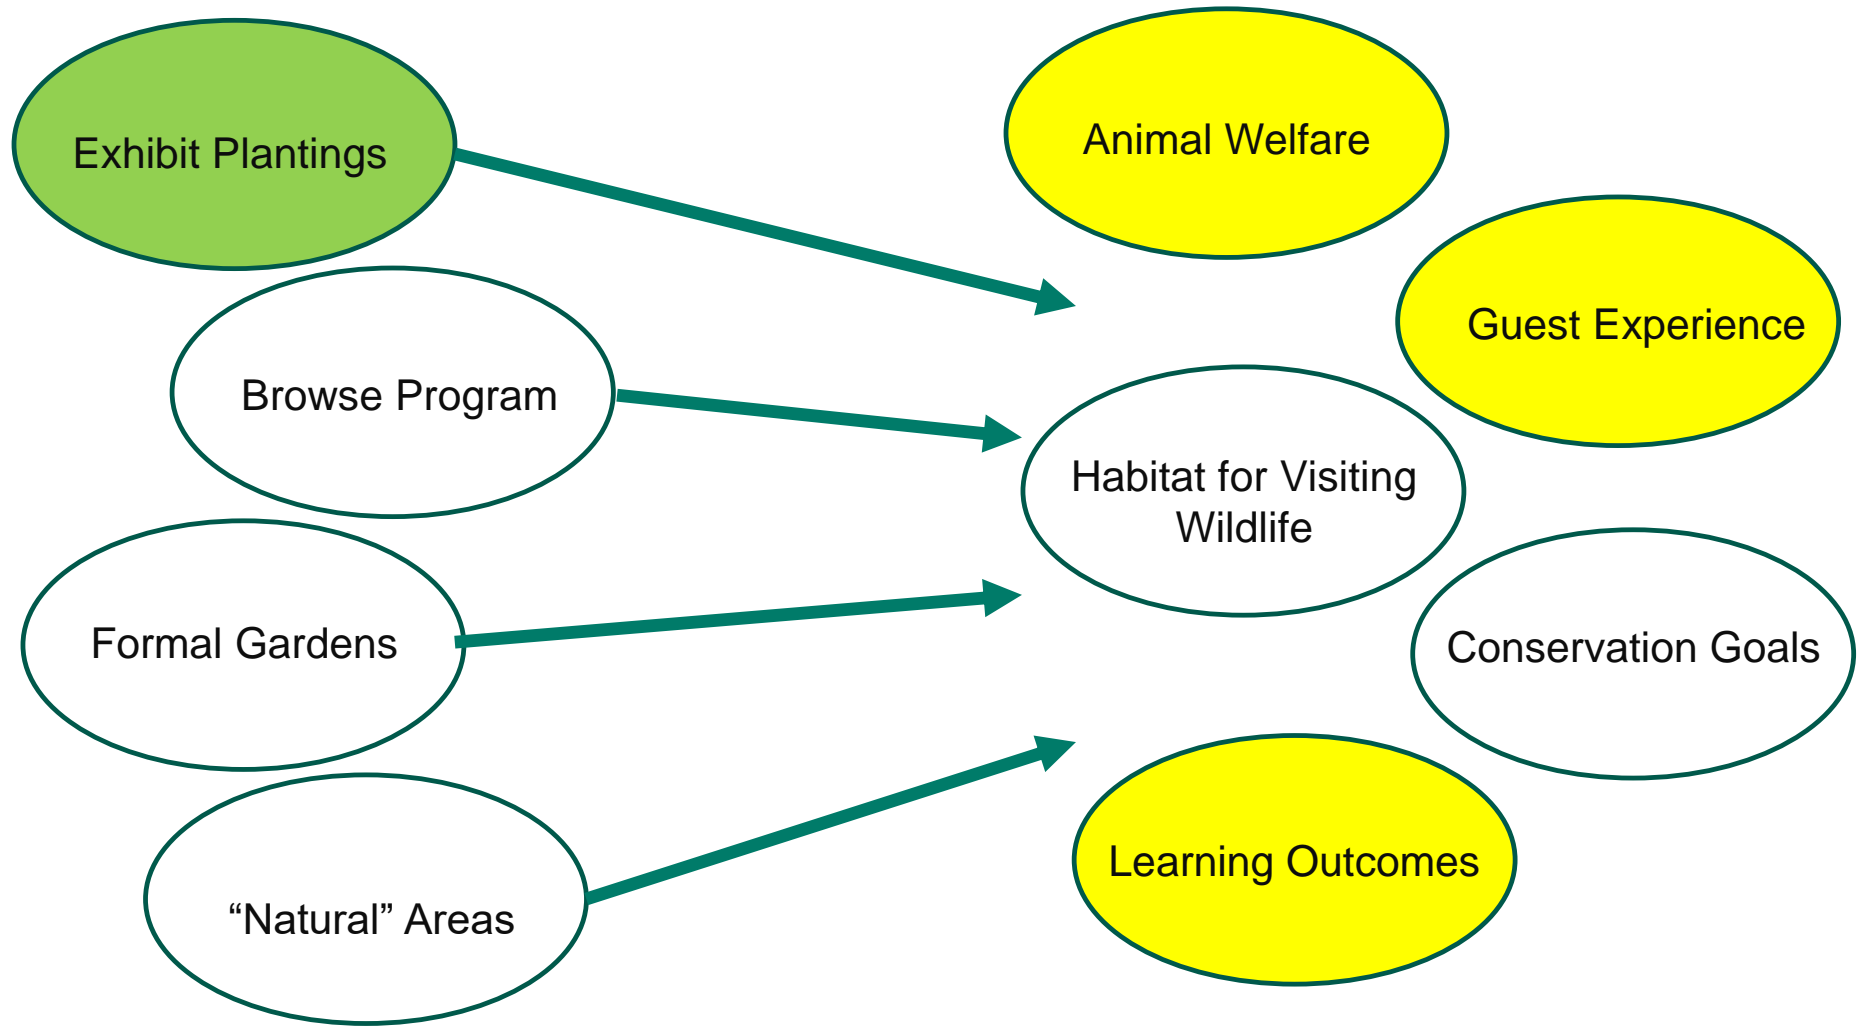 Exhibit Plantings
Browse Program
Formal Gardens
“Natural” Areas
Animal Welfare
Guest Experience
Habitat for Visiting
Wildlife
Conservation Goals
Learning Outcomes